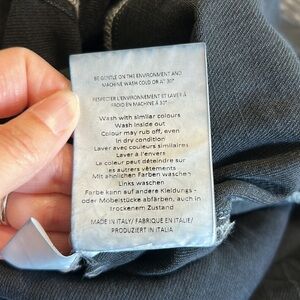 BE GENTLE ON THE ENVIRONMENT AND
MACHINE WASH COLD OR AT 30°
RESPECTER L'ENVIRONNEMENT ET LAVER À
FROID EN MACHINE À 30°
Wash with similar colours
Wash inside out
Colour may rub off, even
in dry condition
Laver avec couleurs similaires
Laver à l'envers
La couleur peut déteindre sur
les autres vêtements
Mit ähnlichen Farben waschen
Links waschen
Farbe kann auf andere Kleidungs -
oder Möbelstücke abfärben, auch in
trockenem Zustand
MADE IN ITALY/ FABRIQUE EN ITALIE/
PRODUZIERT IN ITALIA